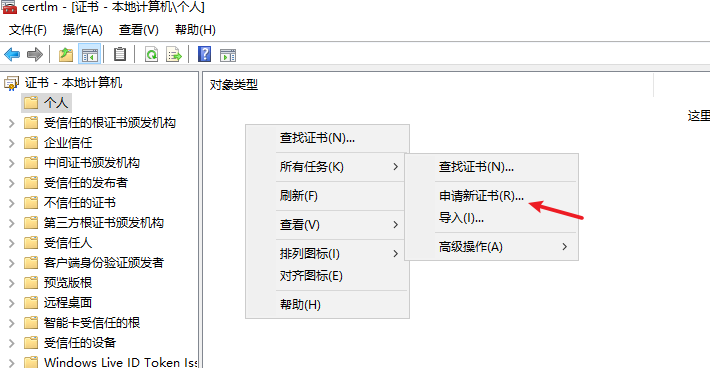 certlm - [证书 - 本地计算机\个人]
文件(F) 操作(A) 查看(V) 帮助(H)
证书 - 本地计算机
个人
受信任的根证书颁发机构
企业信任
中间证书颁发机构
受信任的发布者
不信任的证书
第三方根证书颁发机构
受信任人
客户端身份验证颁发者
预览版根
远程桌面
智能卡受信任的根
受信任的设备
Windows Live ID Token Iss
对象类型
这里
查找证书(N)...
所有任务(K)
刷新(F)
查看(V)
排列图标(I)
对齐图标(E)
帮助(H)
查找证书(N)...
申请新证书(R)...
导入(I)...
高级操作(A)